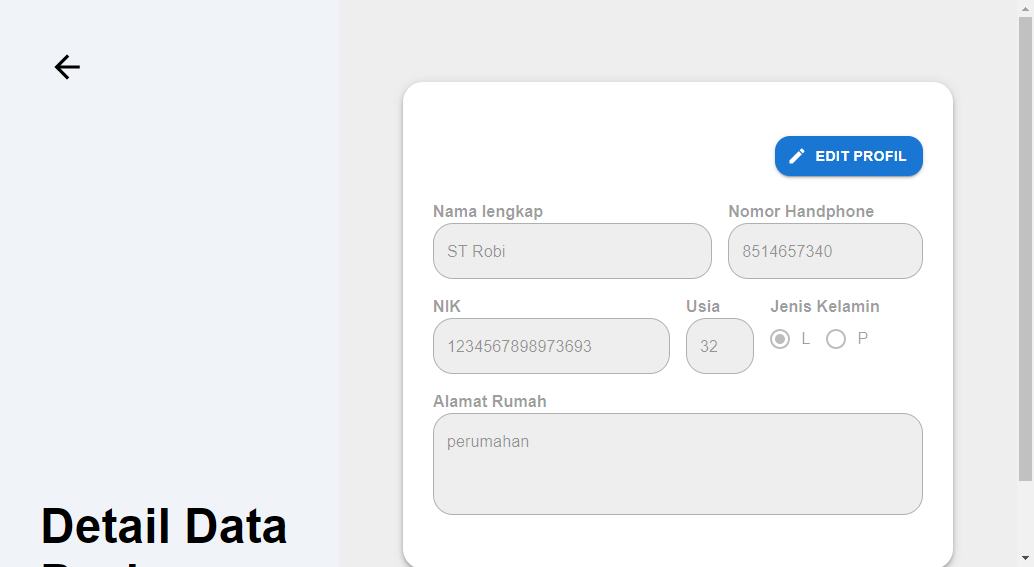 EDIT PROFIL
Nama lengkap
Nomor Handphone
ST Robi
8514657340
NIK
Usia
Jenis Kelamin
1234567898973693
32
L
P
Alamat Rumah
perumahan
Detail Data